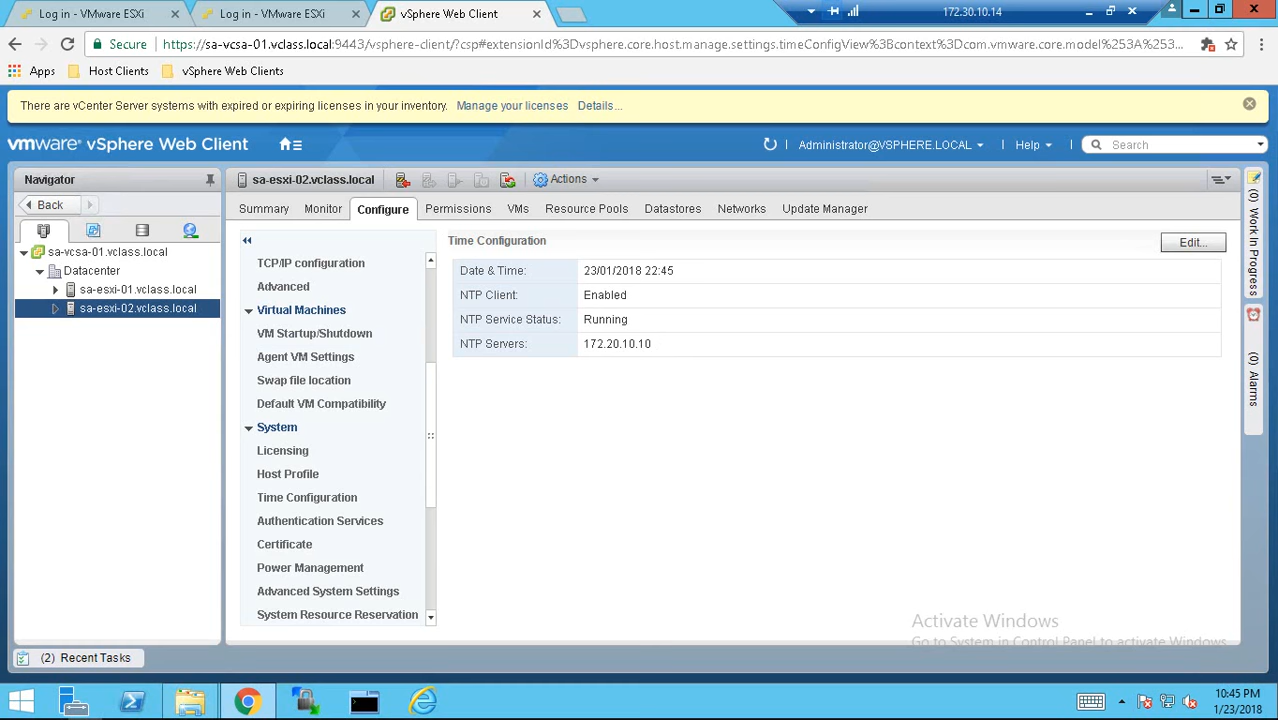 Log in - VMware ESXi
Log in - VMware ESXi
vSphere Web Client
172.30.10.14
Secure
https://sa-vcsa-01.vclass.local:9443/vsphere-client/?csp#extensionId%3Dvsphere.core.host.manage.settings.timeConfigView%3Bcontext%3Dcom.vmware.core.model%253A%253...
Apps
Host Clients
vSphere Web Clients
There are vCenter Server systems with expired or expiring licenses in your inventory. Manage your licenses Details...
vmware® vSphere Web Client
Administrator@VSPHERE.LOCAL
Help
Search
Navigator
Back
sa-vcsa-01.vclass.local
Datacenter
sa-esxi-01.vclass.local
sa-esxi-02.vclass.local
sa-esxi-02.vclass.local
Actions
Summary Monitor Configure Permissions VMs Resource Pools Datastores Networks Update Manager
TCP/IP configuration
Advanced
Virtual Machines
VM Startup/Shutdown
Agent VM Settings
Swap file location
Default VM Compatibility
System
Licensing
Host Profile
Time Configuration
Authentication Services
Certificate
Power Management
Advanced System Settings
System Resource Reservation
Time Configuration
Edit...
Date & Time: 23/01/2018 22:45
NTP Client: Enabled
NTP Service Status: Running
NTP Servers: 172.20.10.10
(0) Work In Progress
(0) Alarms
Activate Windows
Go to System in Control Panel to activate Windows.
(2) Recent Tasks
10:45 PM
1/23/2018